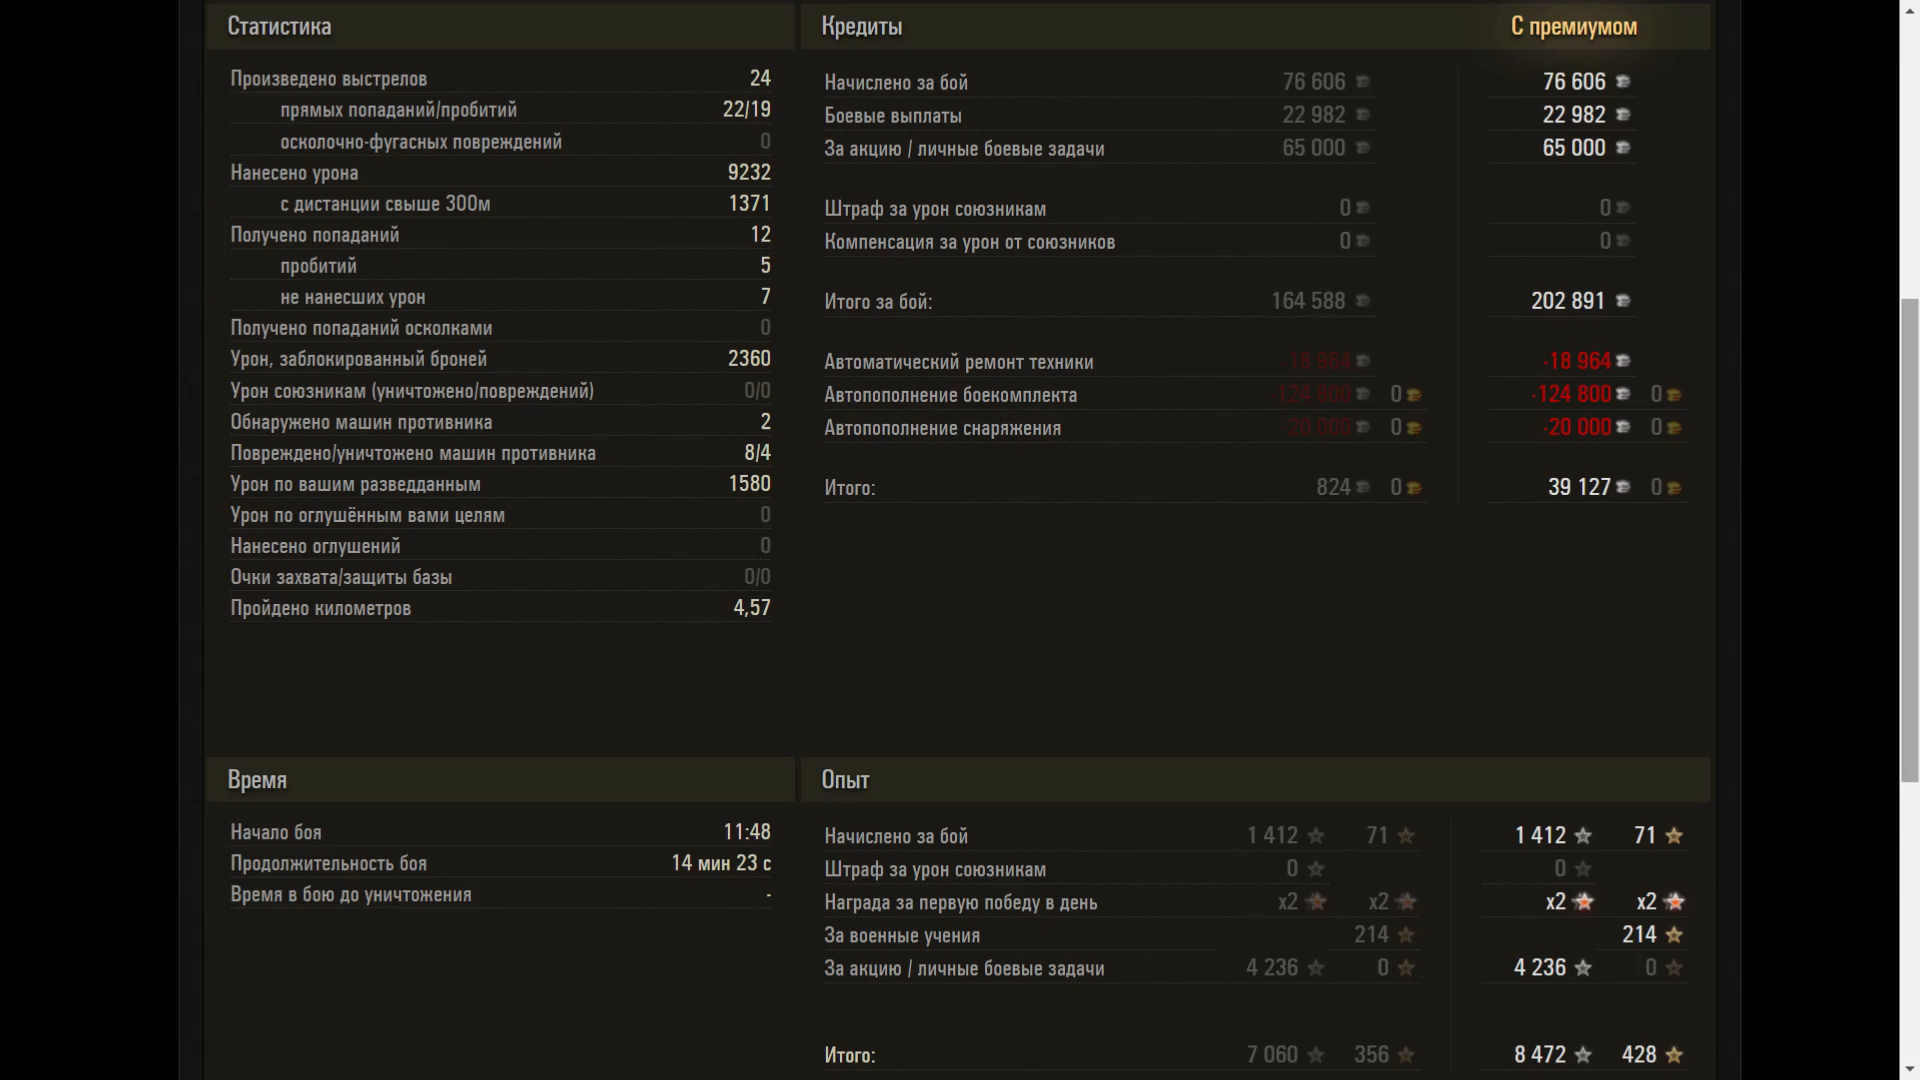 Статистика
Произведено выстрелов 24
прямых попаданий/пробитий 22/19
осколочно-фугасных повреждений 0
Нанесено урона 9232
с дистанции свыше 300м 1371
Получено попаданий 12
пробитий 5
не нанесших урон 7
Получено попаданий осколками 0
Урон, заблокированный броней 2360
Урон союзникам (уничтожено/повреждений) 0/0
Обнаружено машин противника 2
Повреждено/уничтожено машин противника 8/4
Урон по вашим разведданным 1580
Урон по оглушённым вами целям 0
Нанесено оглушений 0
Очки захвата/защиты базы 0/0
Пройдено километров 4,57
Кредиты С премиумом
Начислено за бой 76 606 76 606
Боевые выплаты 22 982 22 982
За акцию / личные боевые задачи 65 000 65 000
Штраф за урон союзникам 0 0
Компенсация за урон от союзников 0 0
Итого за бой: 164 588 202 891
Автоматический ремонт техники -18 964 -18 964
Автопополнение боекомплекта -124 800 0 -124 800 0
Автопополнение снаряжения -20 000 0 -20 000 0
Итого: 824 0 39 127 0
Время
Начало боя 11:48
Продолжительность боя 14 мин 23 с
Время в бою до уничтожения -
Опыт
Начислено за бой 1 412 71 1 412 71
Штраф за урон союзникам 0 0
Награда за первую победу в день x2 x2 x2 x2
За военные учения 214 214
За акцию / личные боевые задачи 4 236 0 4 236 0
Итого: 7 060 356 8 472 428